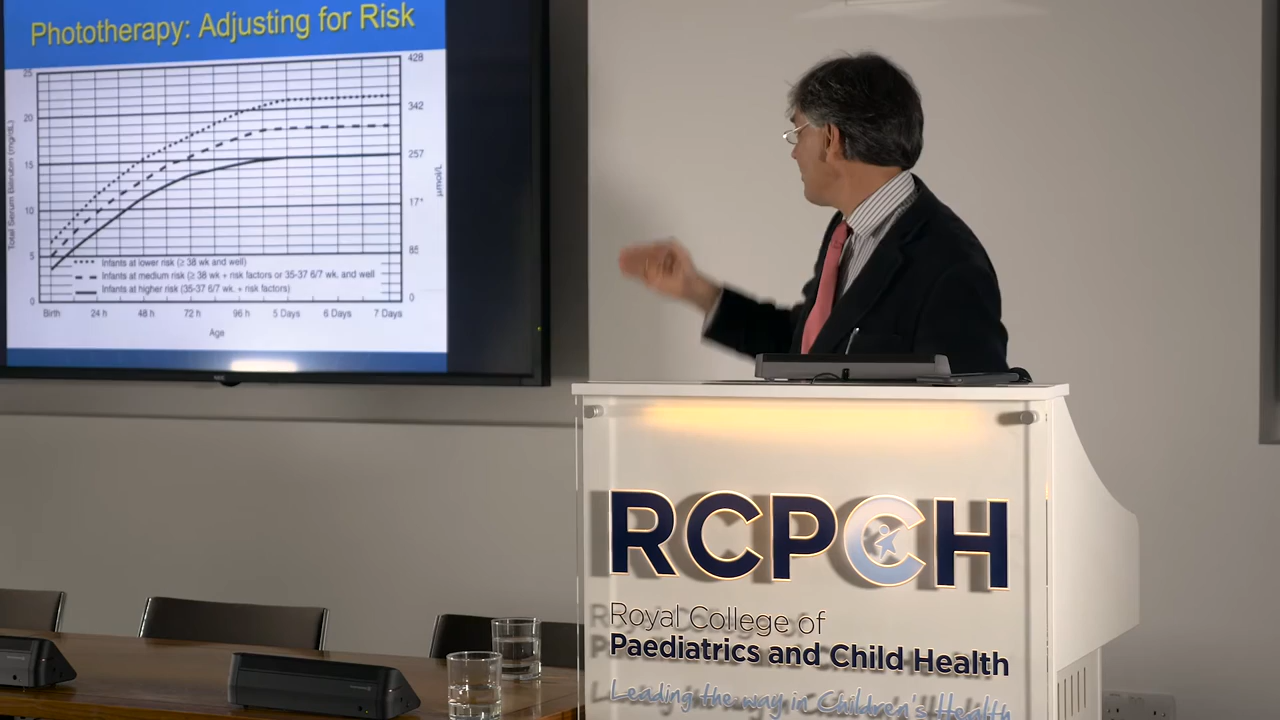 Phototherapy: Adjusting for Risk
25
20
15
10
5
0
Total Serum Bilirubin (mg/dL)
428
342
257
17*
85
0
μmol/L
Infants at lower risk (≥ 38 wk and well)
Infants at medium risk (≥ 38 wk + risk factors or 35-37 6/7 wk. and well)
Infants at higher risk (35-37 6/7 wk. + risk factors)
Birth 24 h 48 h 72 h 96 h 5 Days 6 Days 7 Days
Age
RCPCH
Royal College of
Paediatrics and Child Health
Leading the way in Children's Health